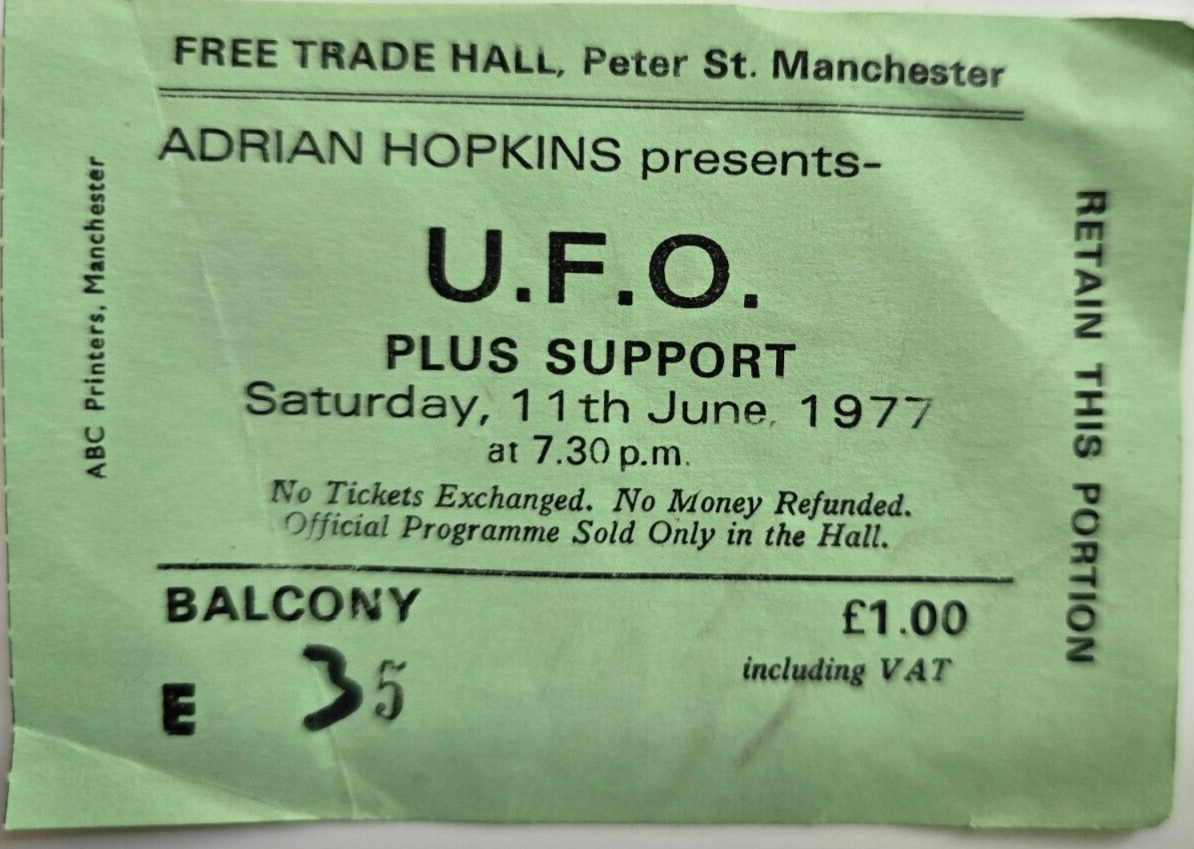 FREE TRADE HALL, Peter St. Manchester
ADRIAN HOPKINS presents-
U.F.O.
PLUS SUPPORT
Saturday, 11th June, 1977
at 7.30 p.m.
No Tickets Exchanged. No Money Refunded.
Official Programme Sold Only in the Hall.
BALCONY £1.00
including VAT
E 35
ABC Printers, Manchester
RETAIN THIS PORTION